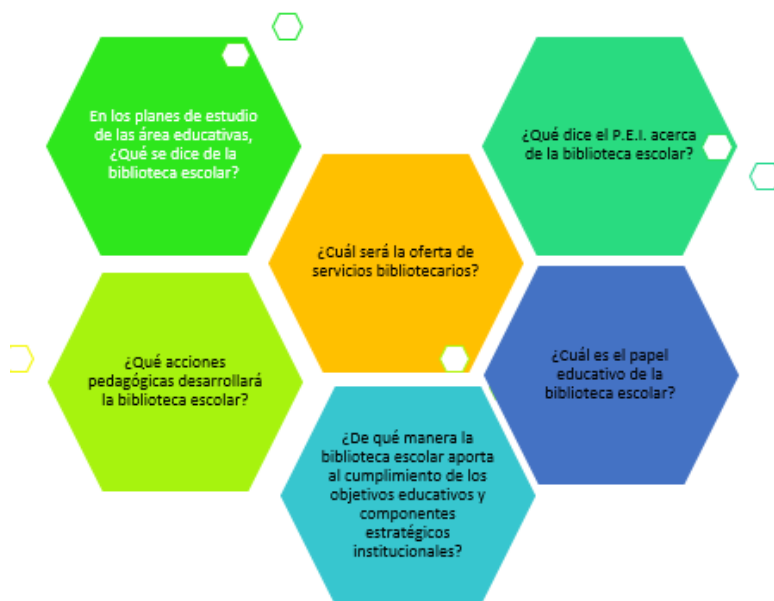 En los planes de estudio
de las área educativas,
¿Qué se dice de la
biblioteca escolar?
¿Qué dice el P.E.I. acerca
de la biblioteca escolar?
¿Cuál será la oferta de
servicios bibliotecarios?
¿Qué acciones
pedagógicas desarrollará
la biblioteca escolar?
¿Cuál es el papel
educativo de la
biblioteca escolar?
¿De qué manera la
biblioteca escolar aporta
al cumplimiento de los
objetivos educativos y
componentes
estratégicos
institucionales?